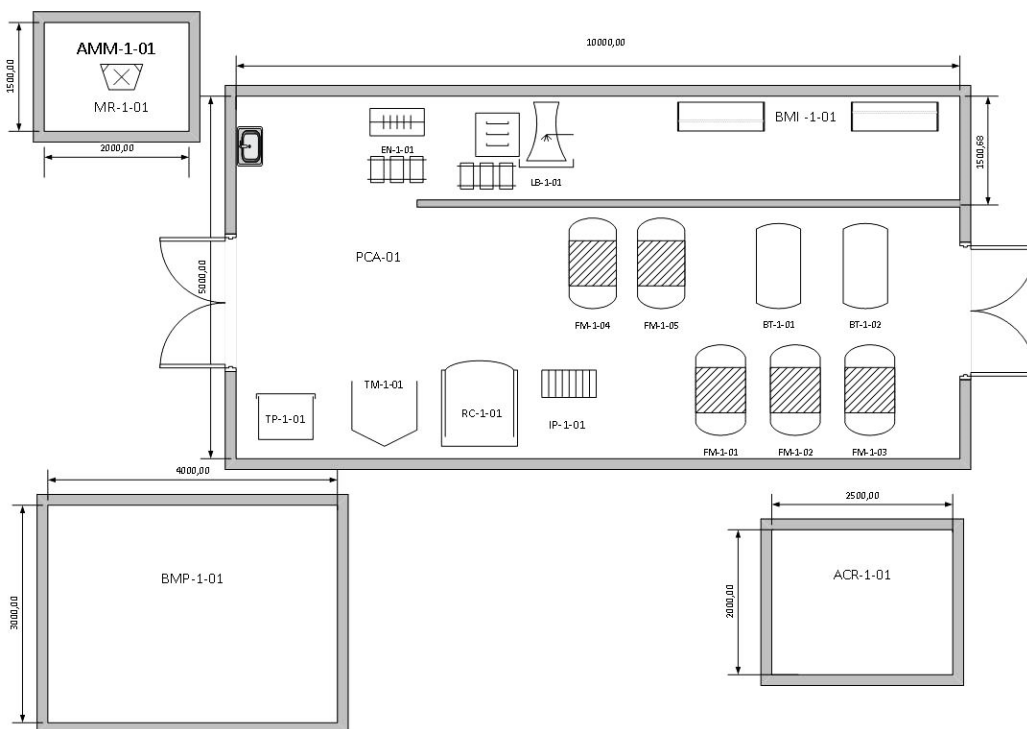 AMM-1-01
MR-1-01
1500,00
2000,00
10000,00
5000,00
1500,68
EN-1-01
LB-1-01
BMI -1-01
PCA-01
FM-1-04
FM-1-05
BT-1-01
BT-1-02
TP-1-01
TM-1-01
RC-1-01
IP-1-01
FM-1-01
FM-1-02
FM-1-03
4000,00
3000,00
BMP-1-01
2500,00
2000,00
ACR-1-01